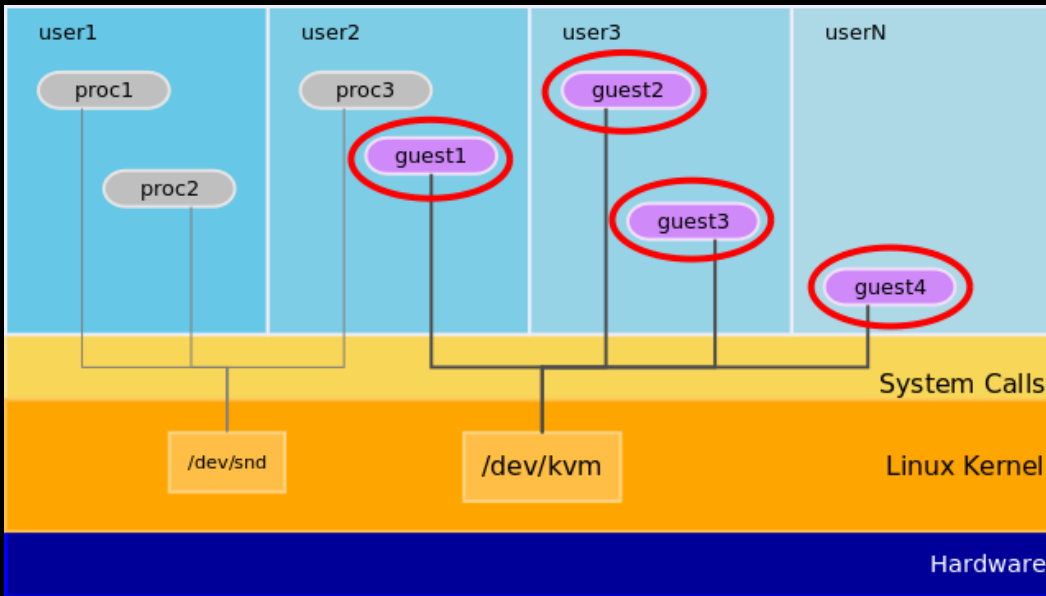 user1
user2
user3
userN
proc1
proc3
guest2
guest1
proc2
guest3
guest4
System Calls
/dev/snd
/dev/kvm
Linux Kernel
Hardware